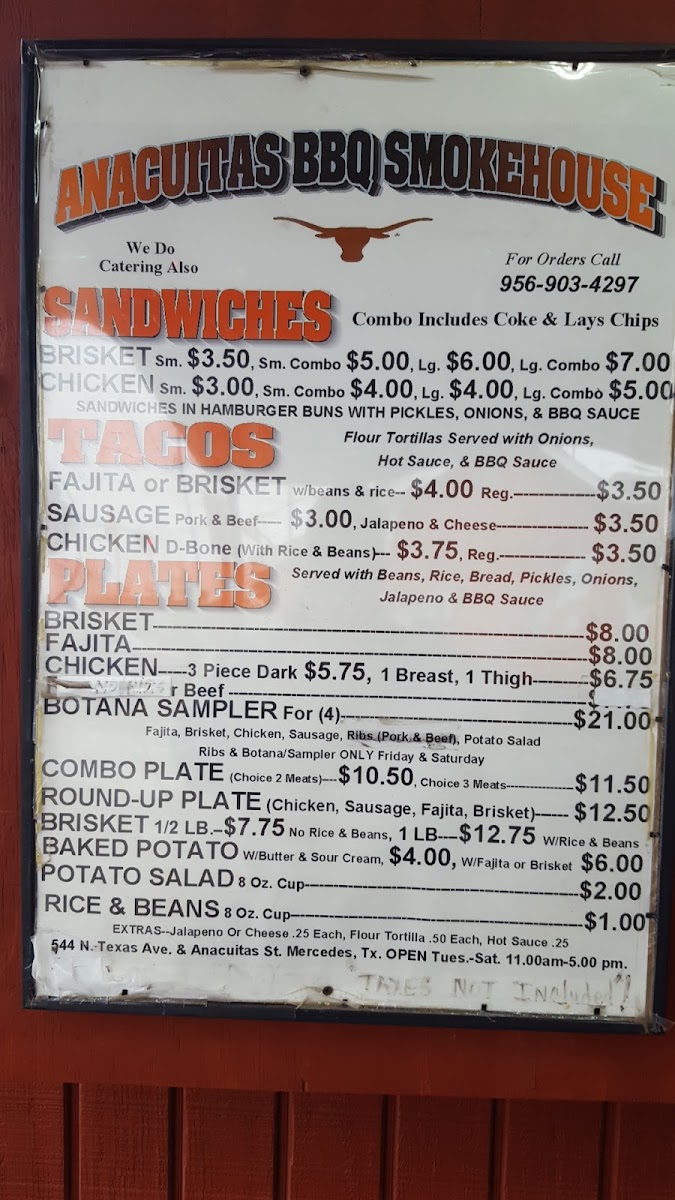 ANACUITAS BBQ SMOKEHOUSE
We Do
Catering Also
For Orders Call
956-903-4297
SANDWICHES Combo Includes Coke & Lays Chips
BRISKET Sm. $3.50, Sm. Combo $5.00, Lg. $6.00, Lg. Combo $7.00
CHICKEN Sm. $3.00, Sm. Combo $4.00, Lg. $4.00, Lg. Combo $5.00
SANDWICHES IN HAMBURGER BUNS WITH PICKLES, ONIONS, & BBQ SAUCE
TACOS
Flour Tortillas Served with Onions,
Hot Sauce, & BBQ Sauce
FAJITA or BRISKET w/beans & rice-- $4.00 Reg.----------------$3.50
SAUSAGE Pork & Beef---- $3.00, Jalapeno & Cheese----------------- $3.50
CHICKEN D-Bone (With Rice & Beans)--- $3.75, Reg.---------------- $3.50
PLATES
Served with Beans, Rice, Bread, Pickles, Onions,
Jalapeno & BBQ Sauce
BRISKET----------------------------------------------------------------$8.00
FAJITA------------------------------------------------------------------$8.00
CHICKEN----3 Piece Dark $5.75, 1 Breast, 1 Thigh--------$6.75
r Beef ----------------------------------------------------------------
BOTANA SAMPLER For (4)-----------------------------------$21.00
Fajita, Brisket, Chicken, Sausage, Ribs (Pork & Beef), Potato Salad
Ribs & Botana/Sampler ONLY Friday & Saturday
COMBO PLATE (Choice 2 Meats)---$10.50, Choice 3 Meats-------------$11.50
ROUND-UP PLATE (Chicken, Sausage, Fajita, Brisket)------ $12.50
BRISKET 1/2 LB.--$7.75 No Rice & Beans, 1 LB----$12.75 W/Rice & Beans
BAKED POTATO W/Butter & Sour Cream, $4.00, W/Fajita or Brisket $6.00
POTATO SALAD 8 Oz. Cup------------------------------------------$2.00
RICE & BEANS 8 Oz. Cup--------------------------------------------$1.00
EXTRAS--Jalapeno Or Cheese .25 Each, Flour Tortilla .50 Each, Hot Sauce .25
544 N. Texas Ave. & Anacuitas St. Mercedes, Tx. OPEN Tues.-Sat. 11.00am-5.00 pm.
"TAXES NOT Included"!